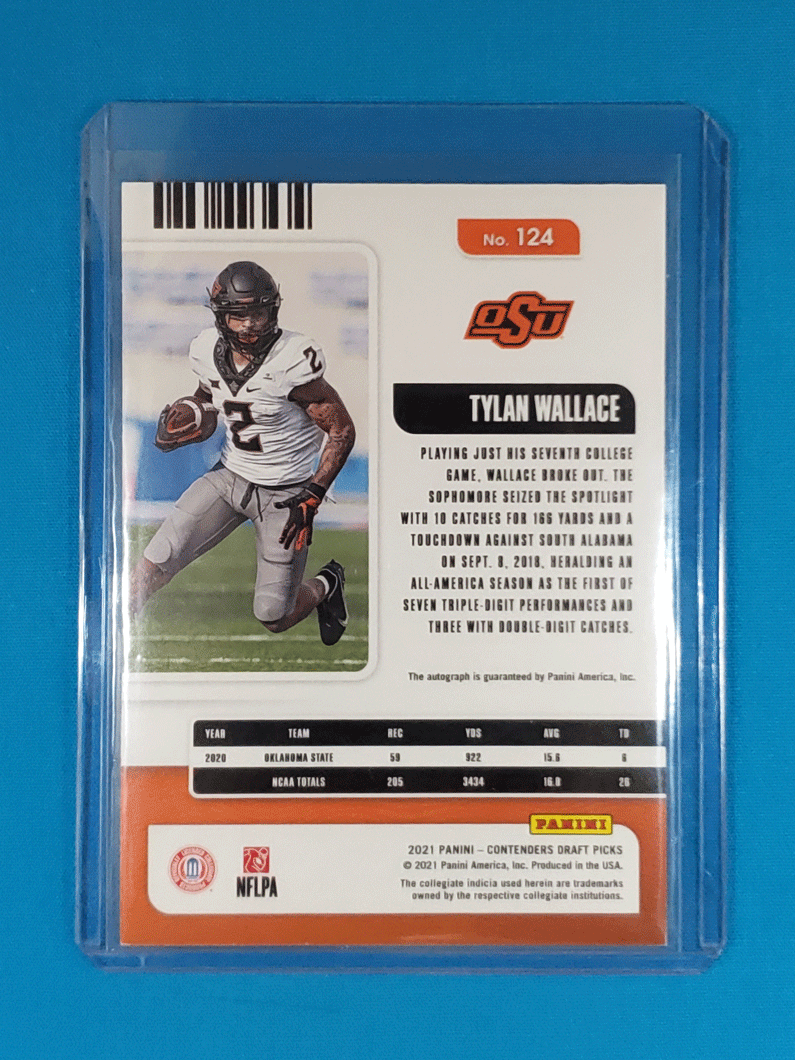 No. 124
OSU
TYLAN WALLACE
2
2
PLAYING JUST HIS SEVENTH COLLEGE
GAME, WALLACE BROKE OUT. THE
SOPHOMORE SEIZED THE SPOTLIGHT
WITH 10 CATCHES FOR 166 YARDS AND A
TOUCHDOWN AGAINST SOUTH ALABAMA
ON SEPT. 8, 2018, HERALDING AN
ALL-AMERICA SEASON AS THE FIRST OF
SEVEN TRIPLE-DIGIT PERFORMANCES AND
THREE WITH DOUBLE-DIGIT CATCHES.
The autograph is guaranteed by Panini America, Inc.
YEAR TEAM REC YDS AVG TD
2020 OKLAHOMA STATE 59 922 15.6 6
NCAA TOTALS 205 3434 16.8 26
PANINI
2021 PANINI – CONTENDERS DRAFT PICKS
© 2021 Panini America, Inc. Produced in the USA.
The collegiate indicia used herein are trademarks
owned by the respective collegiate institutions.
NFLPA